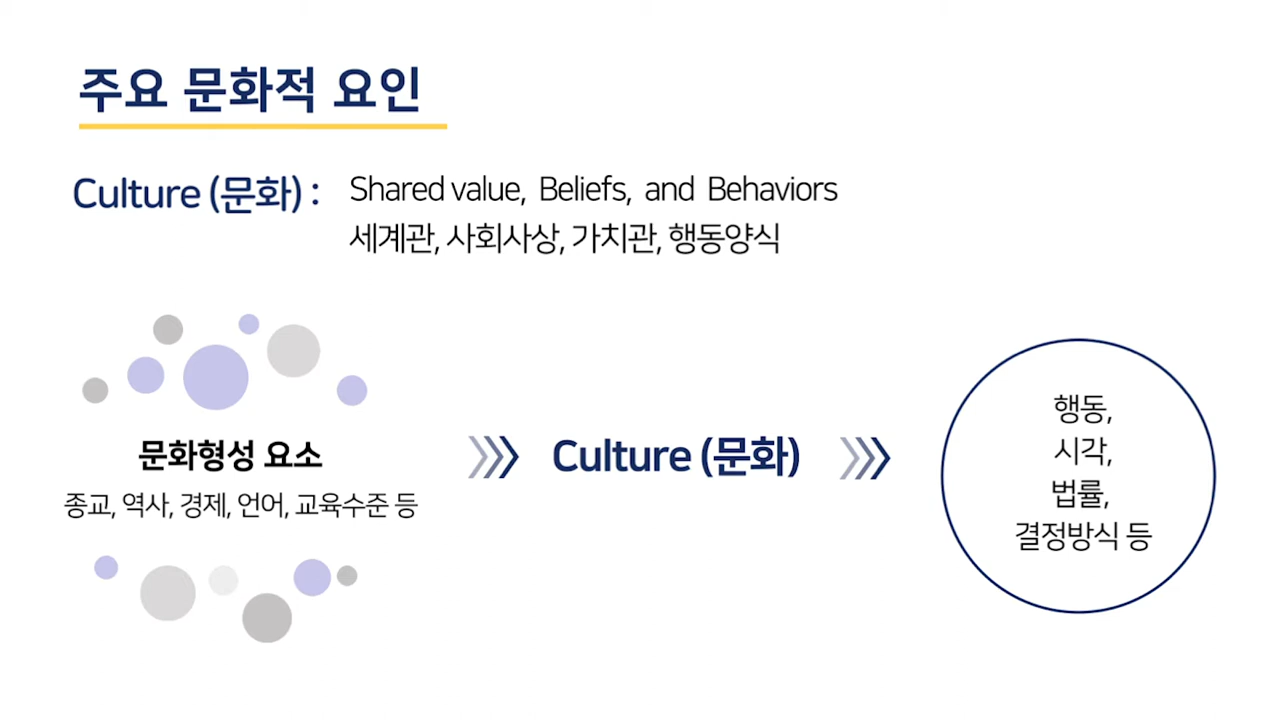 주요 문화적 요인
Culture (문화) :
Shared value, Beliefs, and Behaviors
세계관, 사회사상, 가치관, 행동양식
문화형성 요소
종교, 역사, 경제, 언어, 교육수준 등
Culture (문화)
행동,
시각,
법률,
결정방식 등